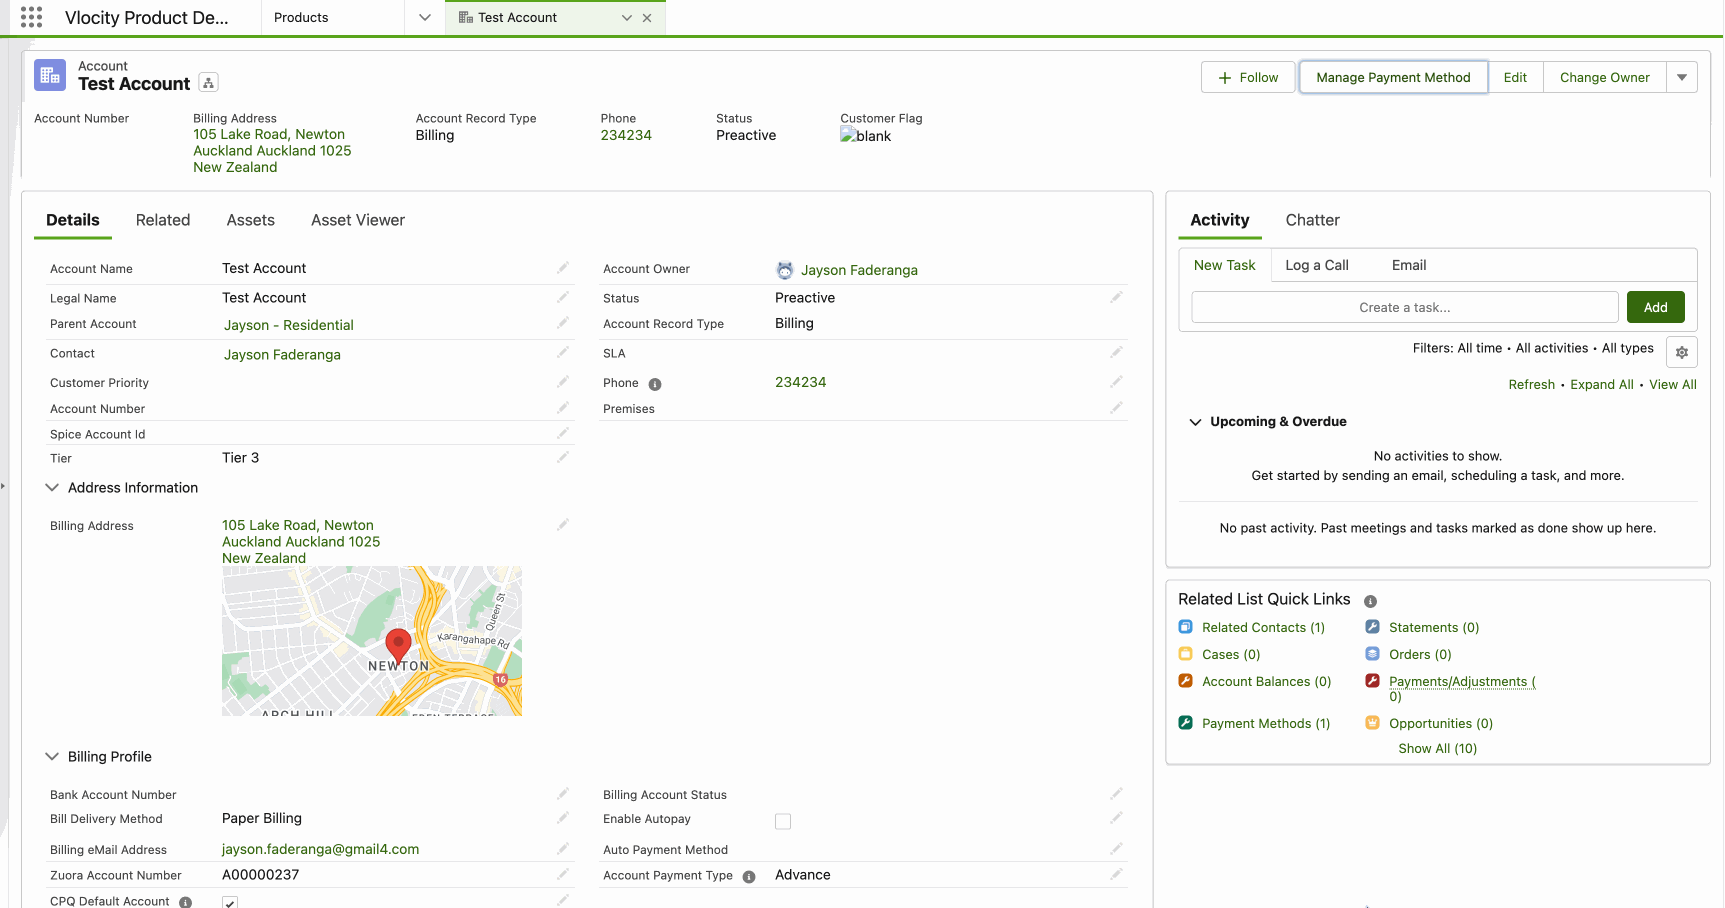 Vlocity Product De...
Products
Test Account
Account
Test Account
Follow
Manage Payment Method
Edit
Change Owner
Account Number
Billing Address
105 Lake Road, Newton
Auckland Auckland 1025
New Zealand
Account Record Type
Billing
Phone
234234
Status
Preactive
Customer Flag
blank
Details
Related
Assets
Asset Viewer
Account Name
Test Account
Legal Name
Test Account
Parent Account
Jayson - Residential
Contact
Jayson Faderanga
Customer Priority
Account Number
Spice Account Id
Tier
Tier 3
Account Owner
Jayson Faderanga
Status
Preactive
Account Record Type
Billing
SLA
Phone
234234
Premises
Address Information
Billing Address
105 Lake Road, Newton
Auckland Auckland 1025
New Zealand
Queen St
Karangahape Rd
NEWTON
16
ARCH HILL
EDEN TERRACE
Billing Profile
Bank Account Number
Bill Delivery Method
Paper Billing
Billing eMail Address
jayson.faderanga@gmail4.com
Zuora Account Number
A00000237
CPQ Default Account
Billing Account Status
Enable Autopay
Auto Payment Method
Account Payment Type
Advance
Activity
Chatter
New Task
Log a Call
Email
Create a task...
Add
Filters: All time • All activities • All types
Refresh • Expand All • View All
Upcoming & Overdue
No activities to show.
Get started by sending an email, scheduling a task, and more.
No past activity. Past meetings and tasks marked as done show up here.
Related List Quick Links
Related Contacts (1)
Statements (0)
Cases (0)
Orders (0)
Account Balances (0)
Payments/Adjustments (
0)
Payment Methods (1)
Opportunities (0)
Show All (10)